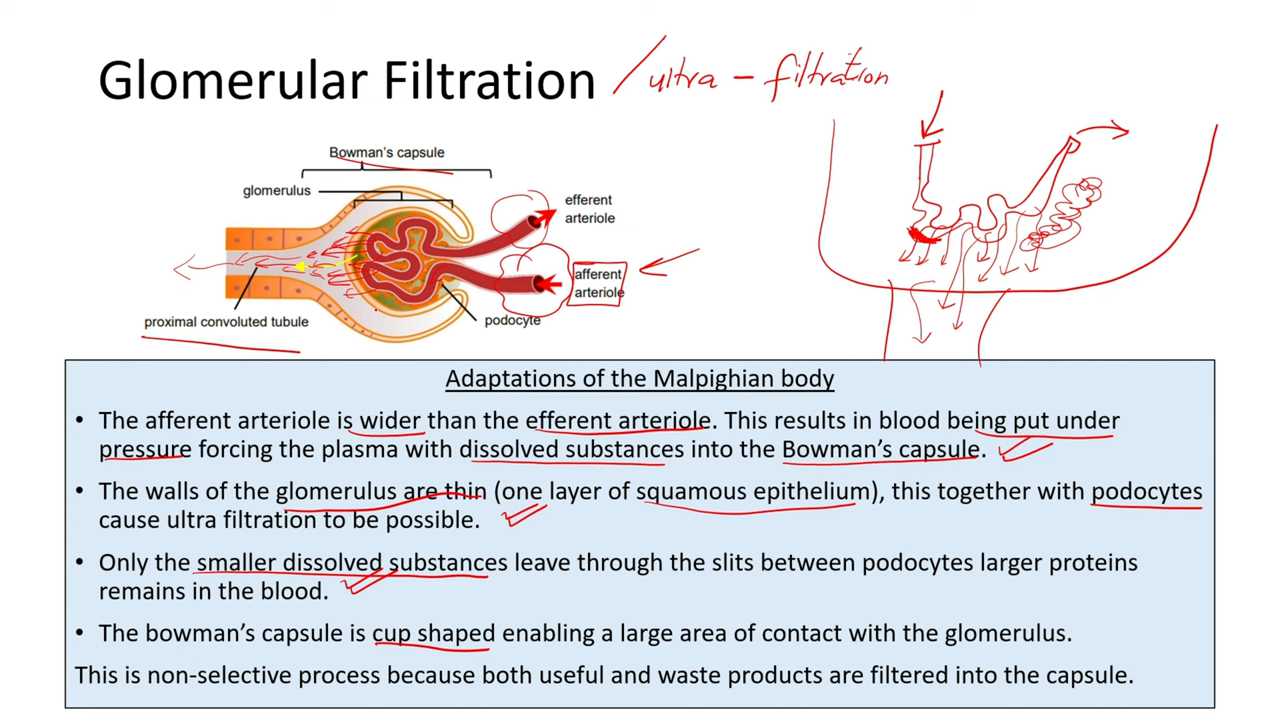 Glomerular Filtration / ultra - filtration
Bowman's capsule
glomerulus
efferent
arteriole
afferent
arteriole
podocyte
proximal convoluted tubule
Adaptations of the Malpighian body
• The afferent arteriole is wider than the efferent arteriole. This results in blood being put under
pressure forcing the plasma with dissolved substances into the Bowman's capsule.
• The walls of the glomerulus are thin (one layer of squamous epithelium), this together with podocytes
cause ultra filtration to be possible.
• Only the smaller dissolved substances leave through the slits between podocytes larger proteins
remains in the blood.
• The bowman's capsule is cup shaped enabling a large area of contact with the glomerulus.
This is non-selective process because both useful and waste products are filtered into the capsule.